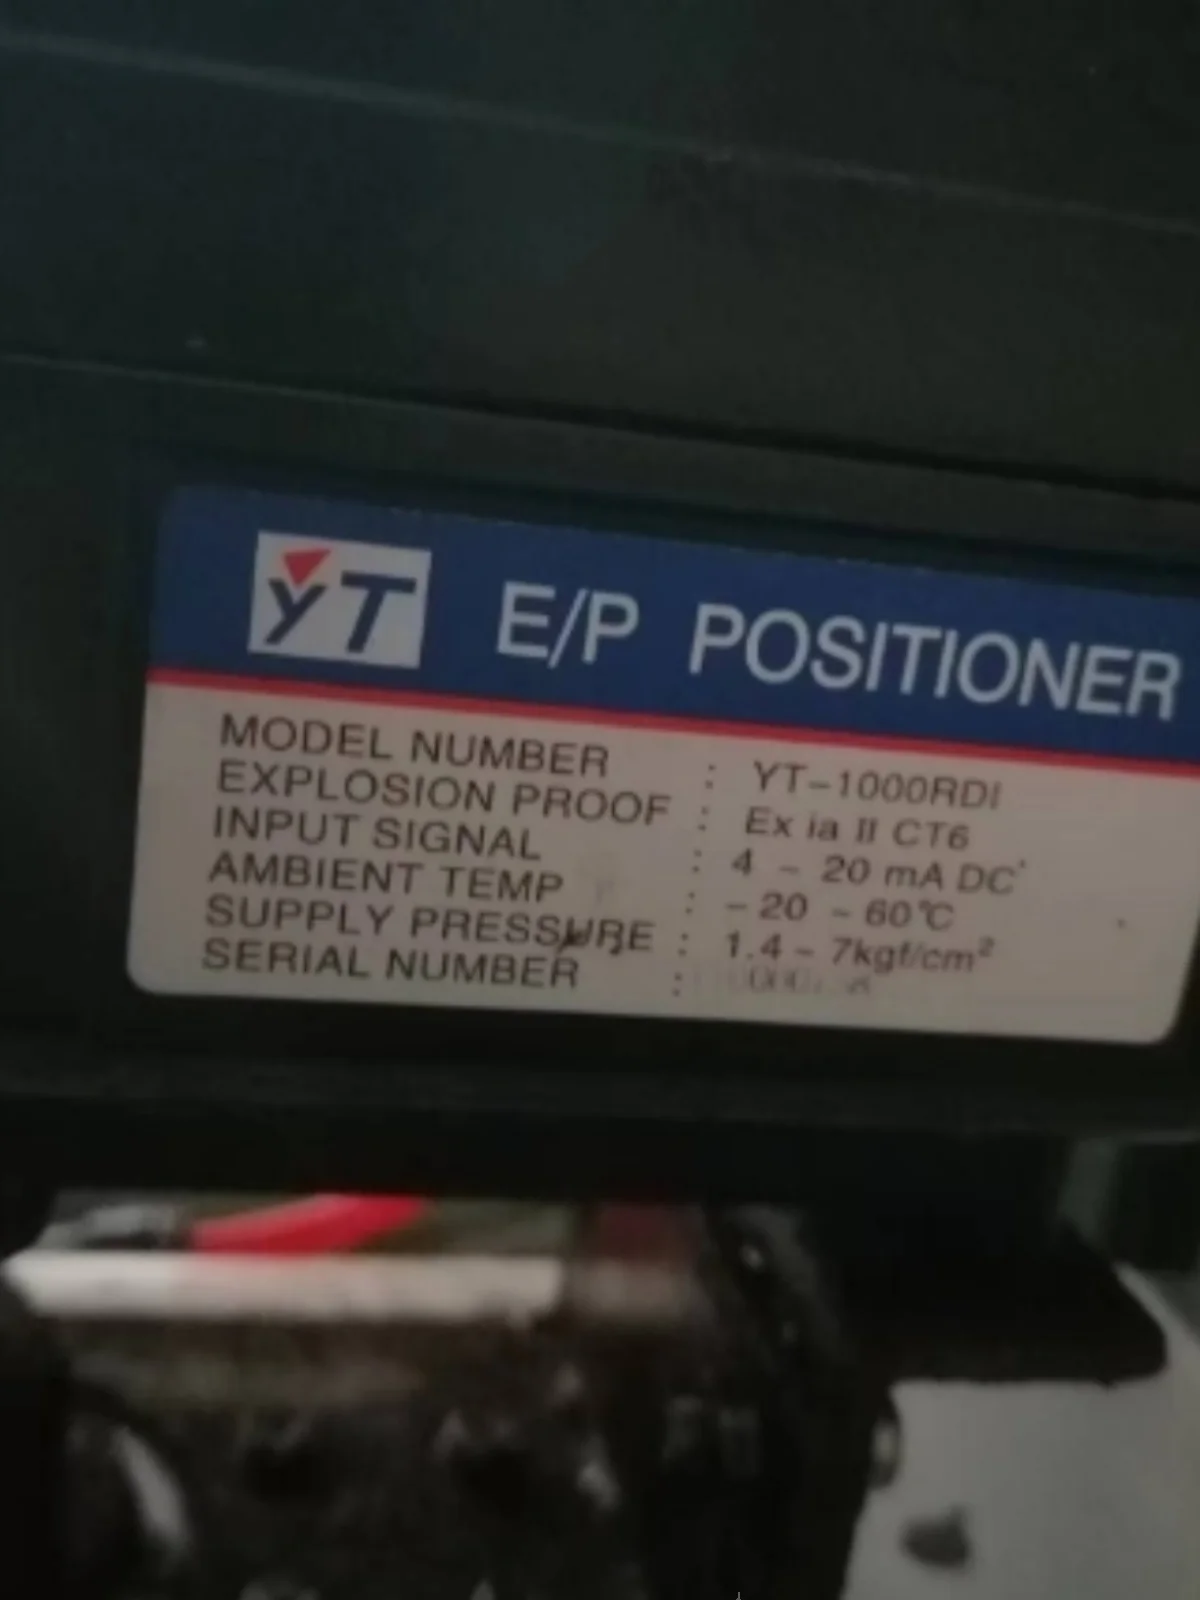 YT E/P POSITIONER
MODEL NUMBER : YT-1000RDI
EXPLOSION PROOF : Ex ia II CT6
INPUT SIGNAL : 4 ~ 20 mA DC
AMBIENT TEMP : -20 ~ 60°C
SUPPLY PRESSURE : 1.4 ~ 7kgf/cm²
SERIAL NUMBER :